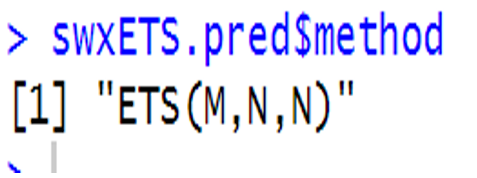 > swxETS.pred$method
[1] "ETS(M,N,N)"
>